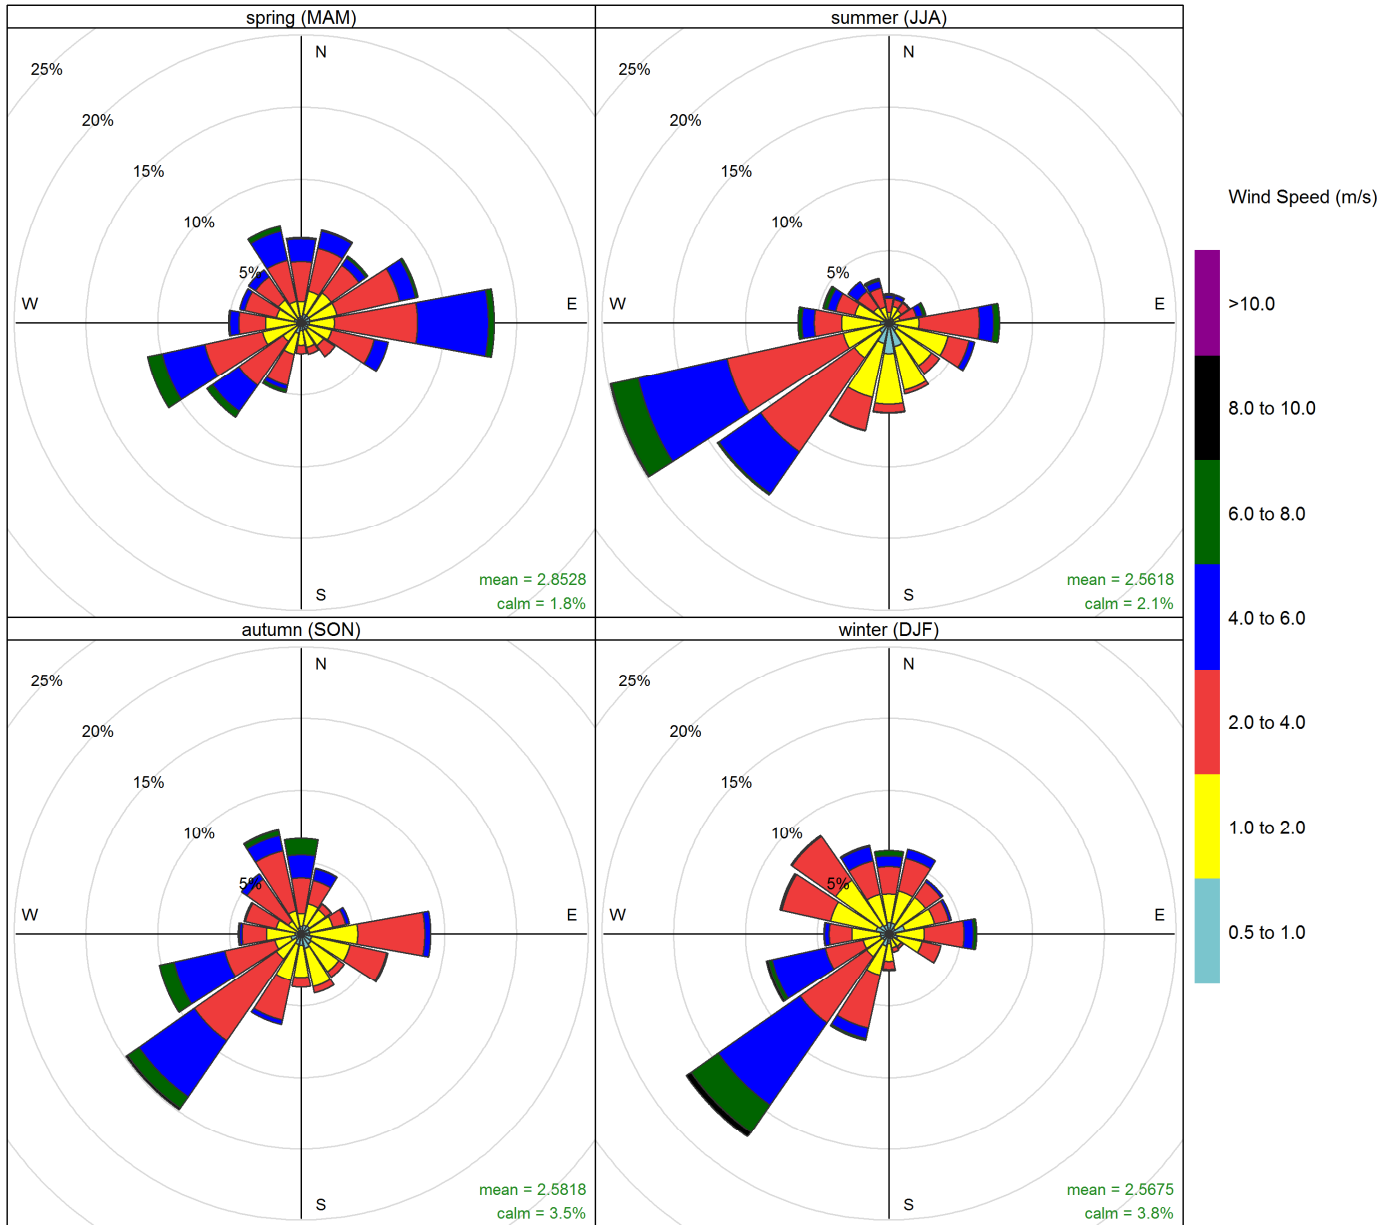 spring (MAM)
N
25%
20%
15%
10%
5%
W
E
S
mean = 2.8528
calm = 1.8%
summer (JJA)
N
25%
20%
15%
10%
5%
W
E
S
mean = 2.5618
calm = 2.1%
autumn (SON)
N
25%
20%
15%
10%
5%
W
E
S
mean = 2.5818
calm = 3.5%
winter (DJF)
N
25%
20%
15%
10%
5%
W
E
S
mean = 2.5675
calm = 3.8%
Wind Speed (m/s)
>10.0
8.0 to 10.0
6.0 to 8.0
4.0 to 6.0
2.0 to 4.0
1.0 to 2.0
0.5 to 1.0